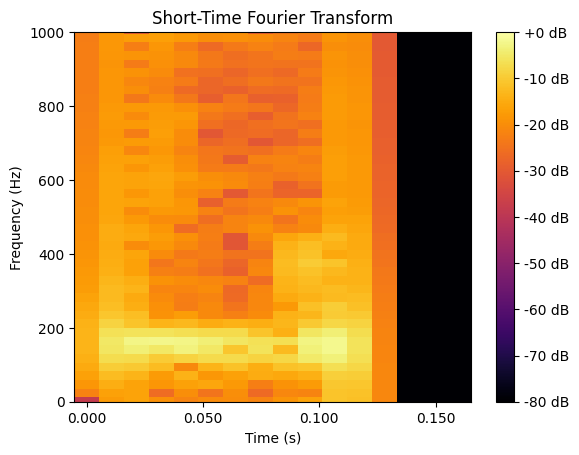 Short-Time Fourier Transform
1000
800
600
400
200
0
Frequency (Hz)
0.000
0.050
0.100
0.150
Time (s)
+0 dB
-10 dB
-20 dB
-30 dB
-40 dB
-50 dB
-60 dB
-70 dB
-80 dB